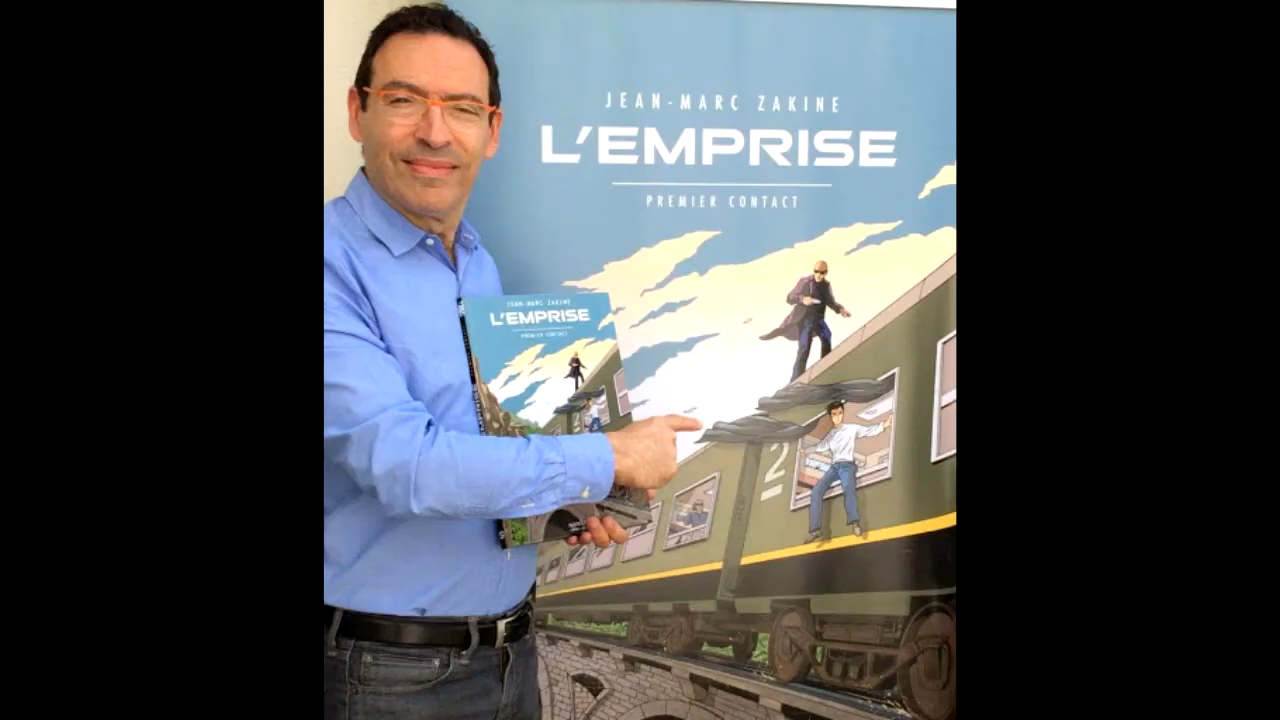 JEAN-MARC ZAKINE
L'EMPRISE
PREMIER CONTACT
2
JEAN-MARC ZAKINE
L'EMPRISE
PREMIER CONTACT